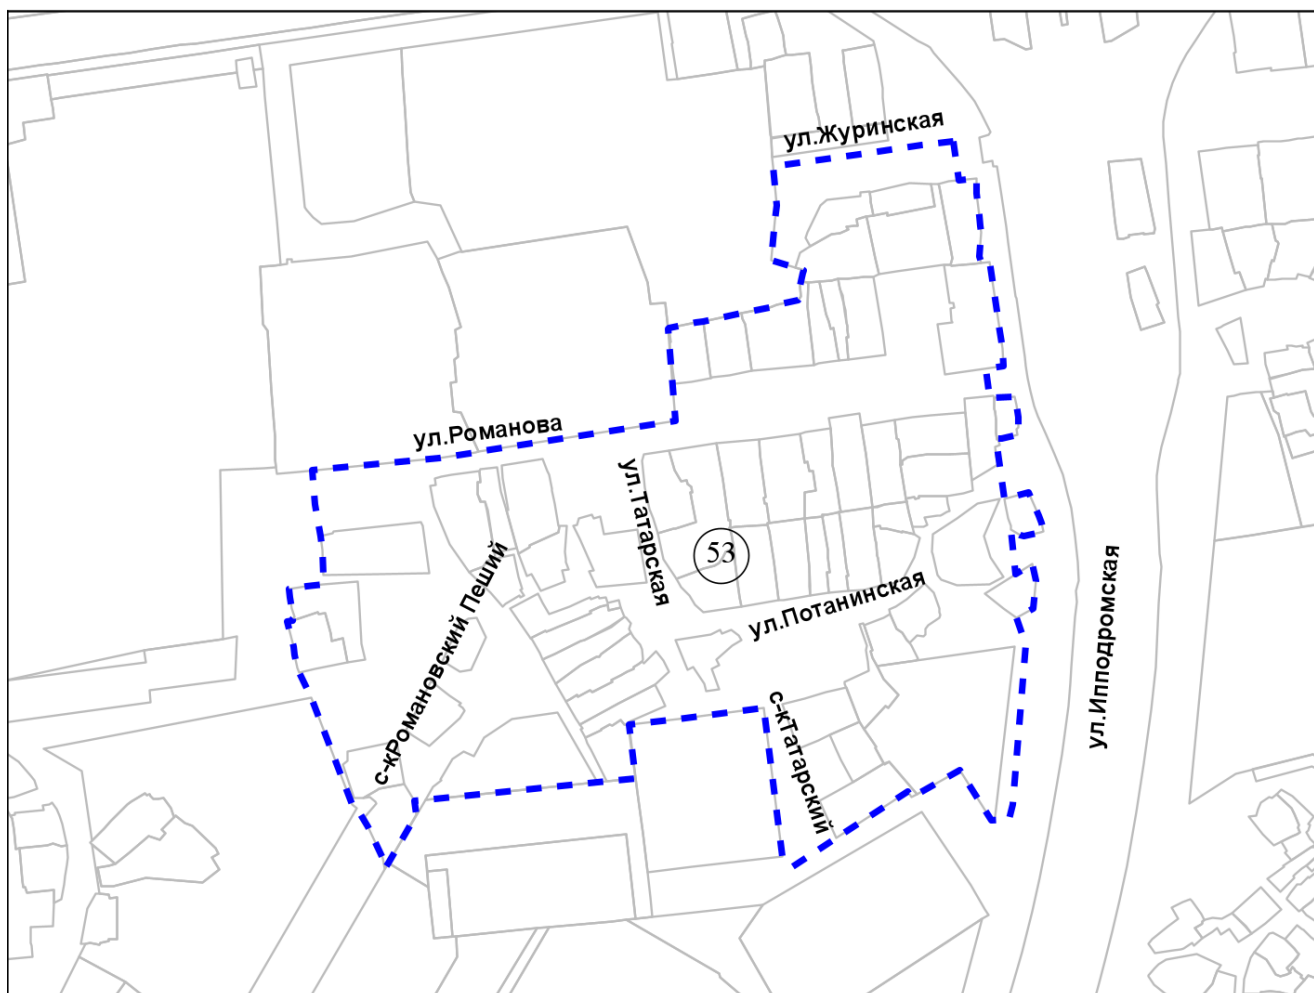 ул.Журинская
ул.Романова
ул.Татарская
53
с-кРомановский Пеший
ул.Потанинская
ул.Ипподромская
с-кТатарский